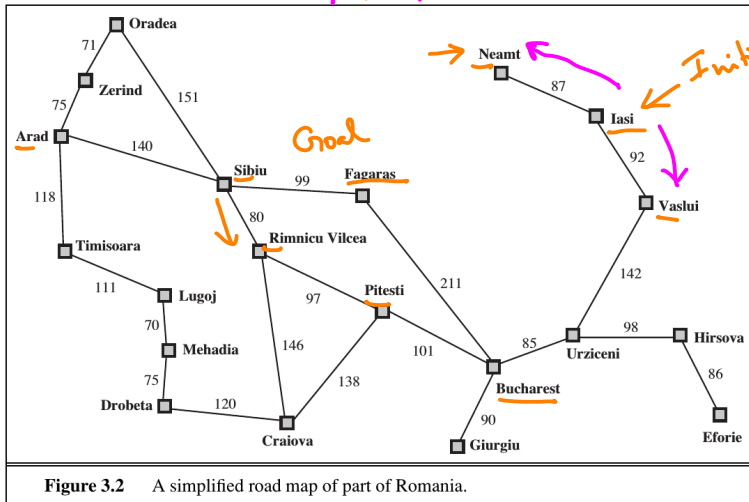 Oradea
71
Neamt
Initi
Zerind
87
151
Iasi
75
Arad
140
Goal
92
Sibiu
Fagaras
99
118
80
Vaslui
Rimnicu Vilcea
Timisoara
142
111
211
Lugoj
97
Pitesti
70
98
Hirsova
146
85
Mehadia
101
Urziceni
138
86
75
Bucharest
Drobeta
120
90
Eforie
Craiova
Giurgiu
Figure 3.2 A simplified road map of part of Romania.